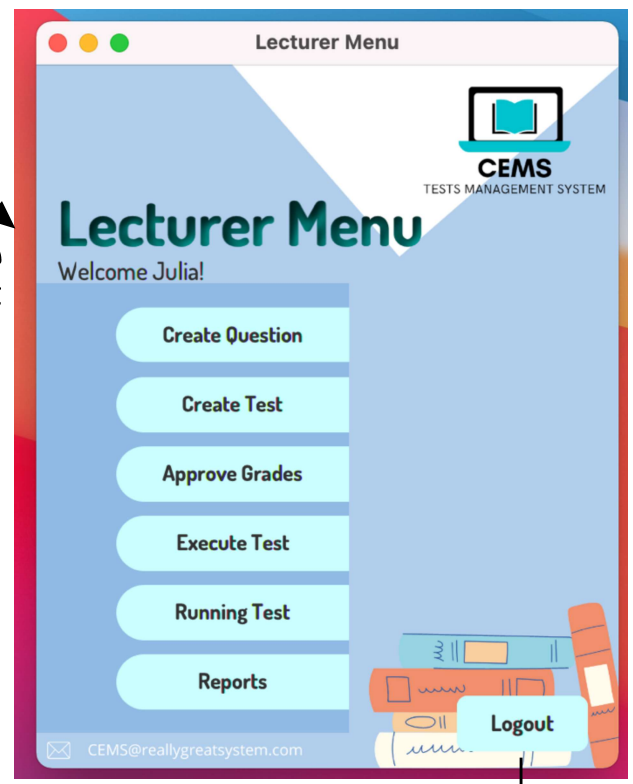 Lecturer Menu
CEMS
TESTS MANAGEMENT SYSTEM
Lecturer Menu
Welcome Julia!
Create Question
Create Test
Approve Grades
Execute Test
Running Test
Reports
Logout
CEMS@reallygreatsystem.com